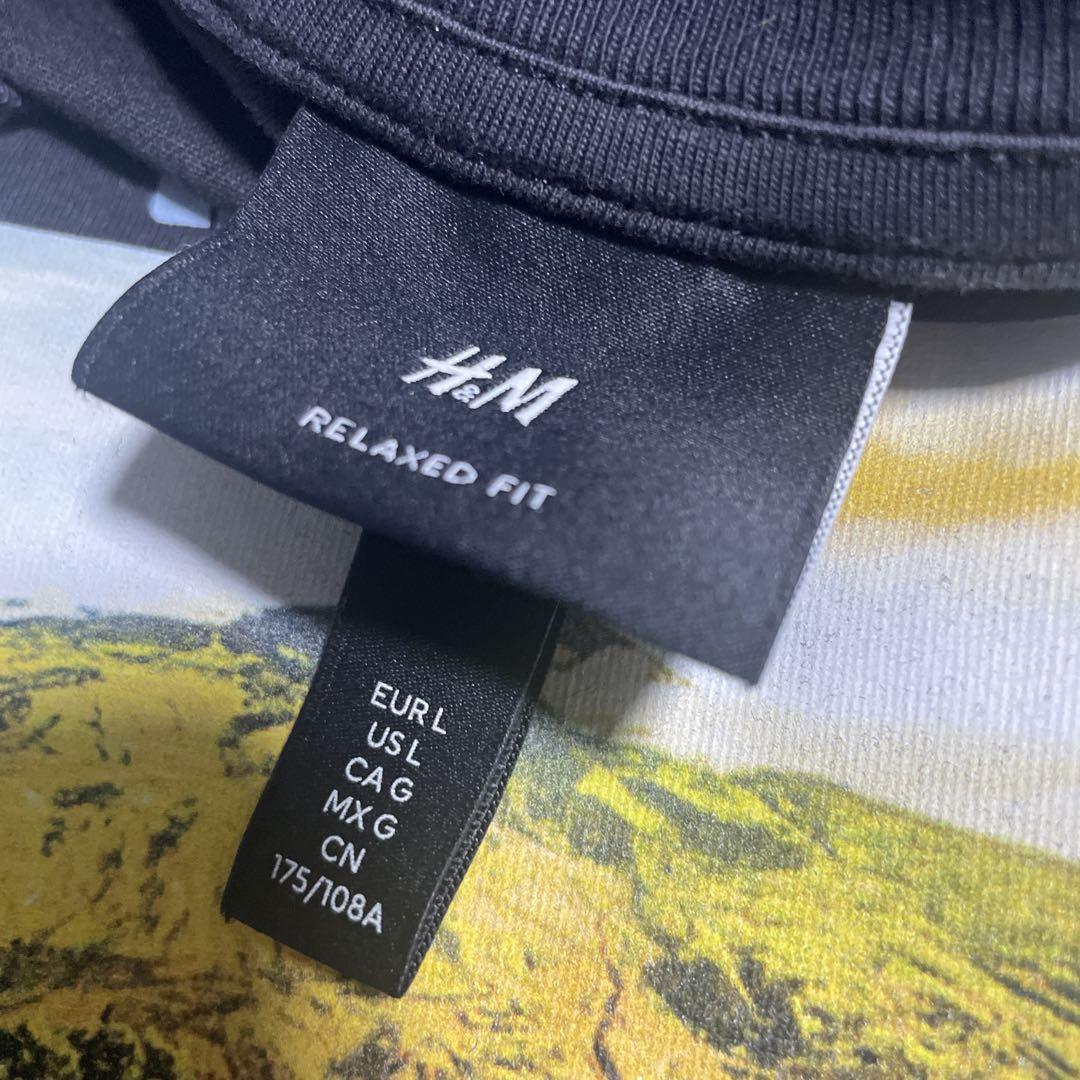 H&M
RELAXED FIT
EUR L
US L
CA G
MX G
CN
175/108A